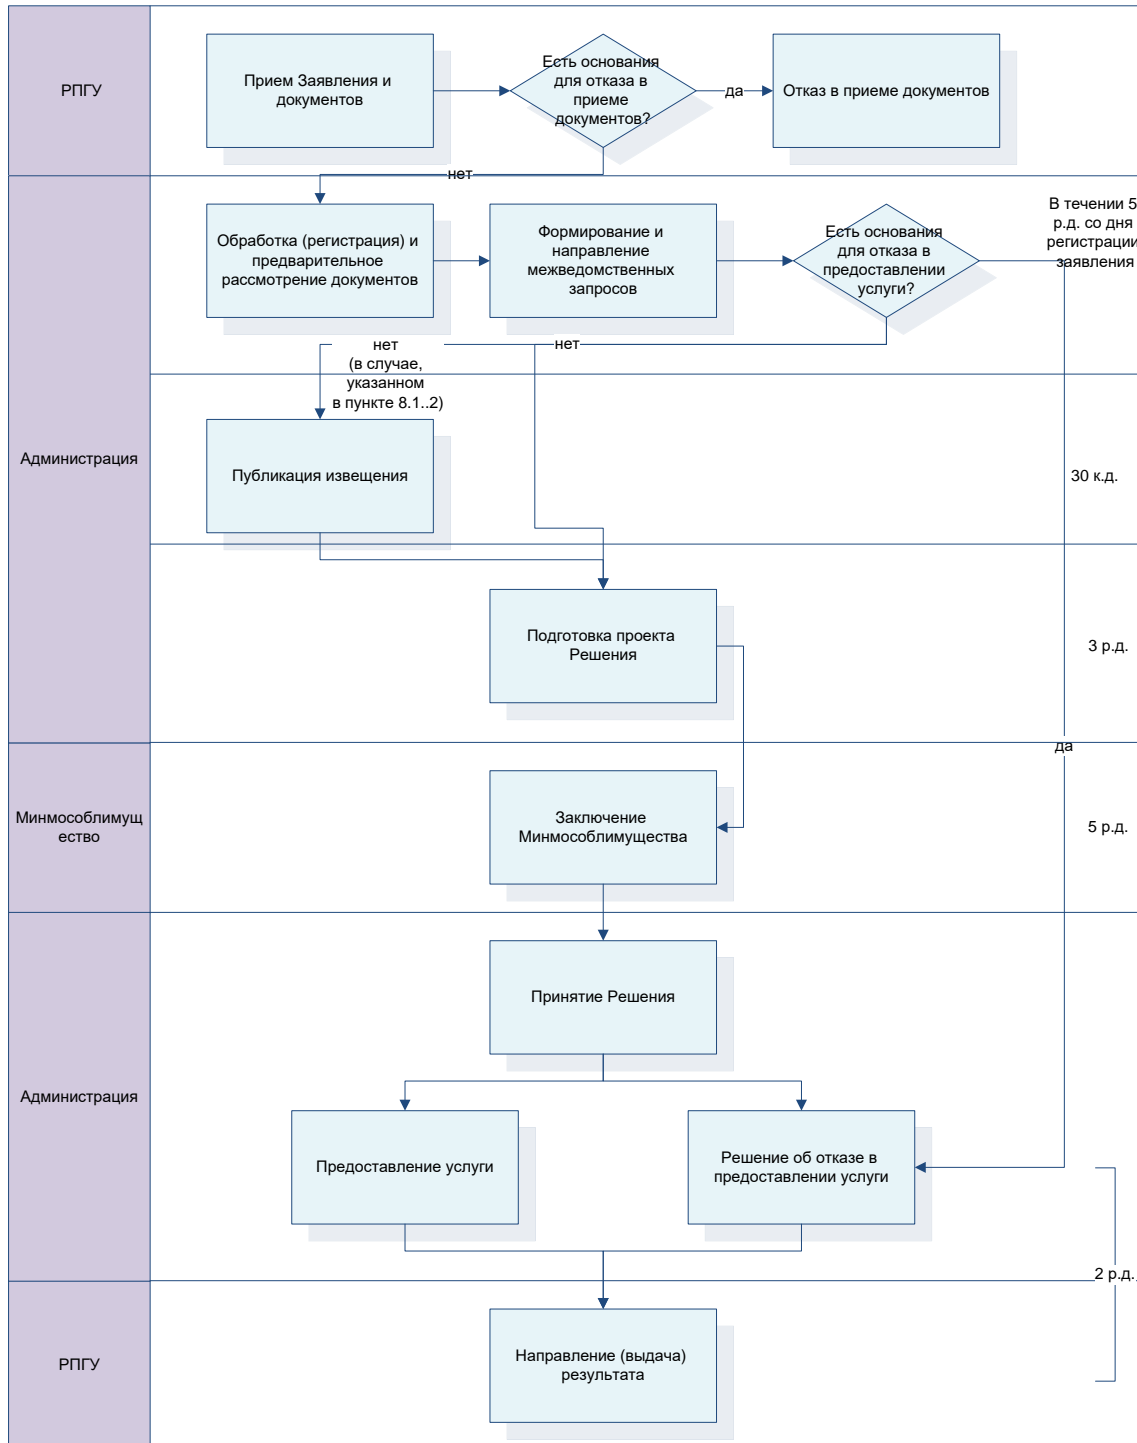 РПГУ
Прием Заявления и
документов
Есть основания
для отказа в
приеме
документов?
да
Отказ в приеме документов
нет
Администрация
Обработка (регистрация) и
предварительное
рассмотрение документов
Формирование и
направление
межведомственных
запросов
Есть основания
для отказа в
предоставлении
услуги?
В течении 5
р.д. со дня
регистрации
заявления
нет
(в случае,
указанном
в пункте 8.1..2)
нет
Публикация извещения
30 к.д.
Подготовка проекта
Решения
3 р.д.
да
Минмособлимущ
ество
Заключение
Минмособлимущества
5 р.д.
Администрация
Принятие Решения
Предоставление услуги
Решение об отказе в
предоставлении услуги
2 р.д.
РПГУ
Направление (выдача)
результата